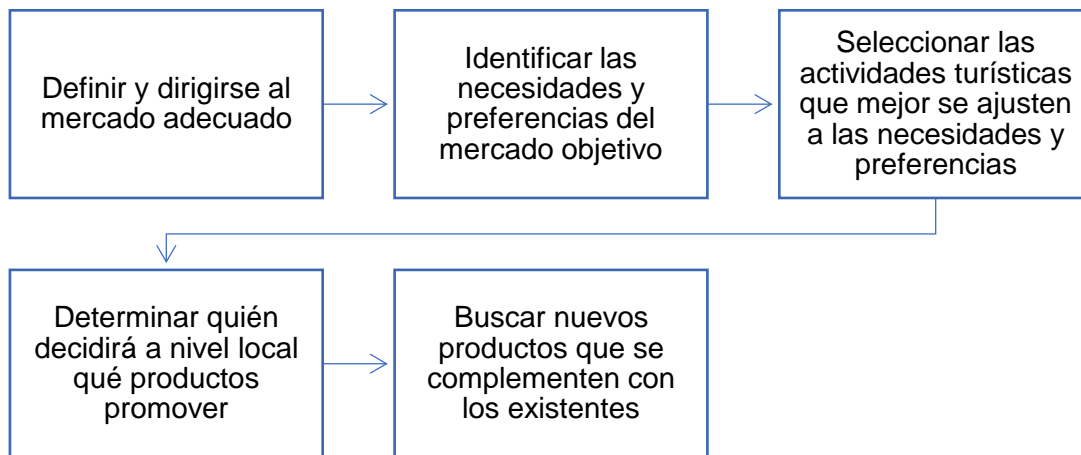 Definir y dirigirse al
mercado adecuado
Identificar las
necesidades y
preferencias del
mercado objetivo
Seleccionar las
actividades turísticas
que mejor se ajusten
a las necesidades y
preferencias
Determinar quién
decidirá a nivel local
qué productos
promover
Buscar nuevos
productos que se
complementen con
los existentes